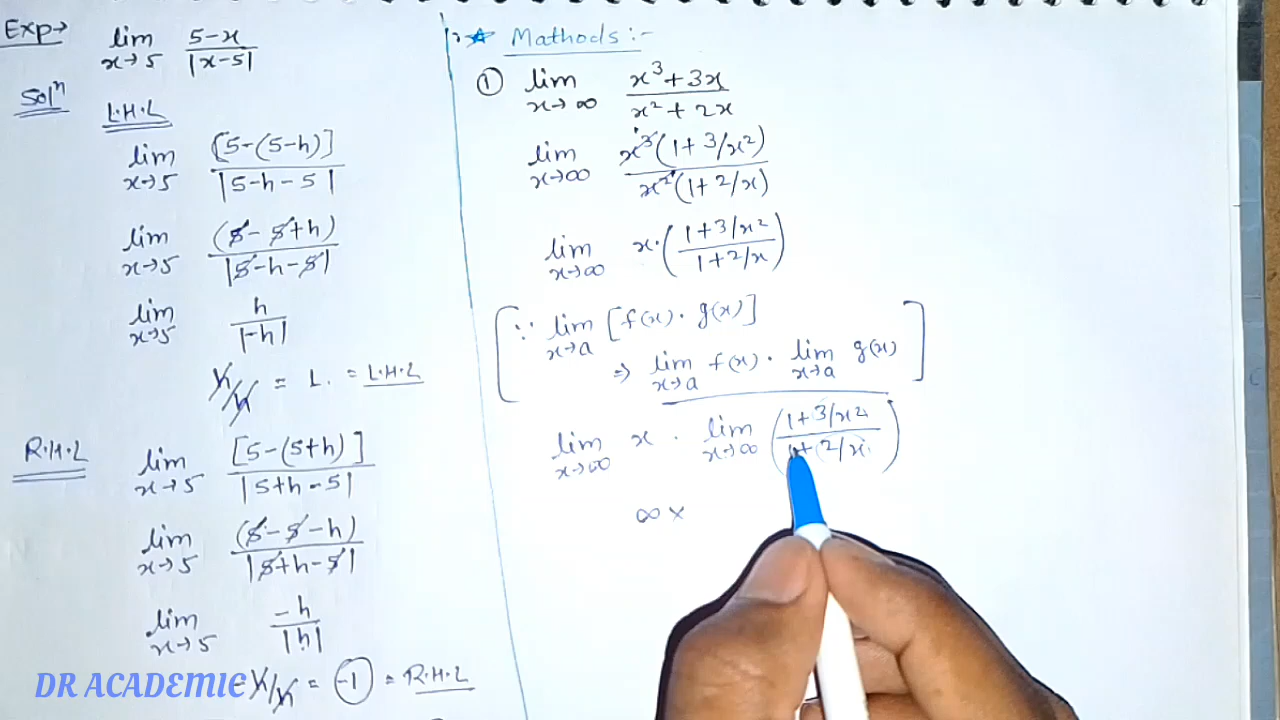 Exp→ lim x→5 5-x / |x-5|
Solⁿ
L.H.L
lim x→5 [5-(5-h)] / |5-h-5|
lim x→5 (5-5+h) / |5-h-5|
lim x→5 h / |-h|
h/h = 1. = L.H.L
R.H.L lim x→5 [5-(5+h)] / |5+h-5|
lim x→5 (5-5-h) / |5+h-5|
lim x→5 -h / |h|
-h/h = -1 = R.H.L
DR ACADEMIE
★ Mathods:-
① lim x→∞ x³+3x / x²+2x
lim x→∞ x³(1+3/x²) / x²(1+2/x)
lim x→∞ x·(1+3/x² / 1+2/x)
[∵ lim x→a [f(x)·g(x)]
⇒ lim x→a f(x)· lim x→a g(x)]
lim x→∞ x · lim x→∞ (1+3/x² / 1+2/x)
∞ ×